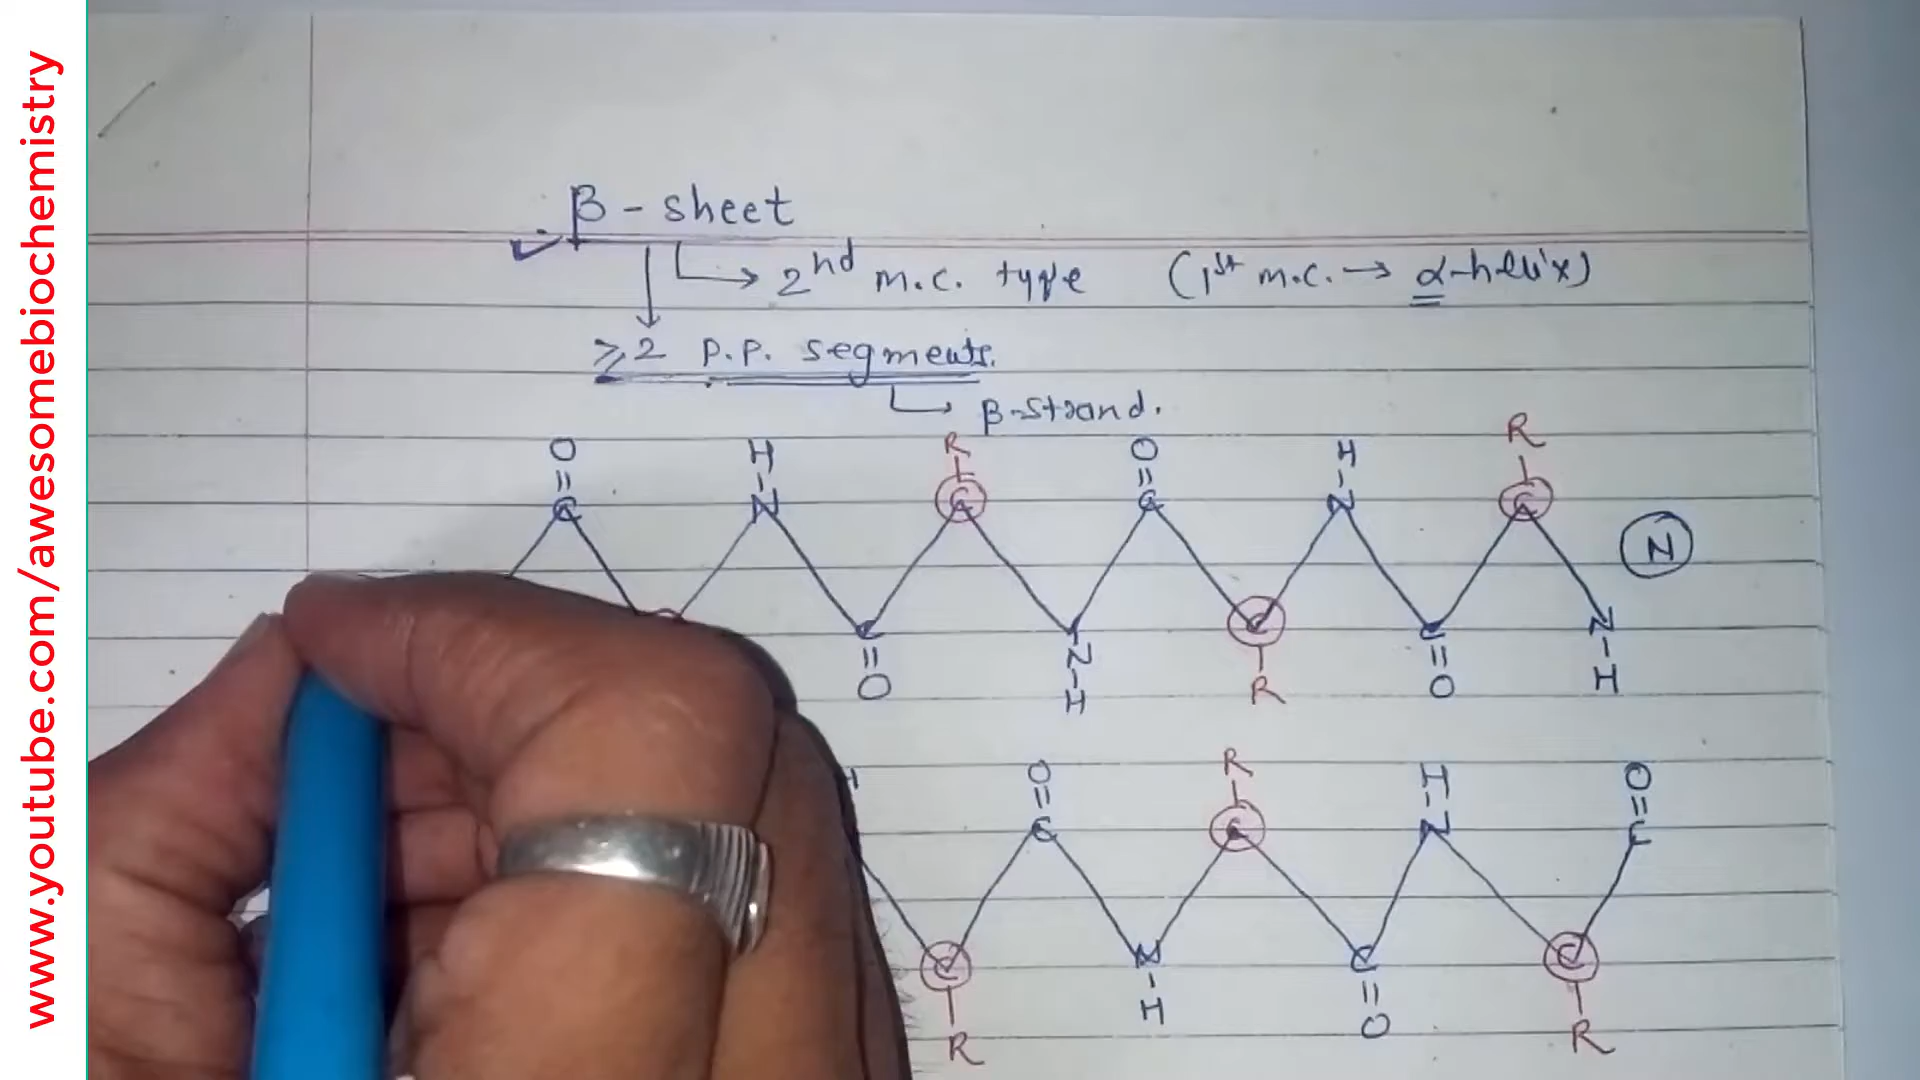 www.youtube.com/awesomebiochemistry
β - sheet
2nd m.c. type (1st m.c. → α-helix)
≥2 P.P. segments.
β-strand.
O H R O H R
C N C C N C
N
C N C C N
O H R O H
R
H O R H O
C C N C
C N C C
R H O R